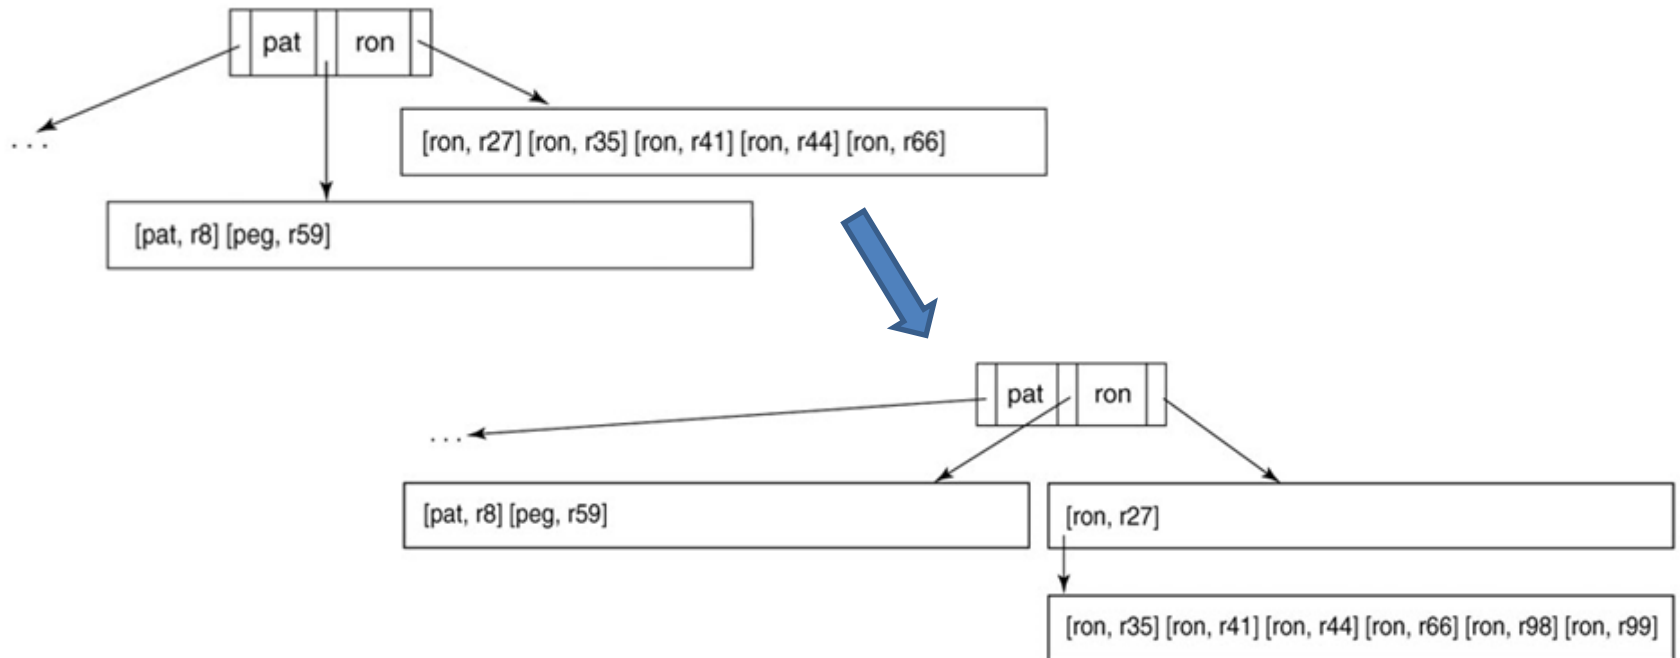 pat ron
[ron, r27] [ron, r35] [ron, r41] [ron, r44] [ron, r66]
. . .
[pat, r8] [peg, r59]
pat ron
. . .
[pat, r8] [peg, r59]
[ron, r27]
[ron, r35] [ron, r41] [ron, r44] [ron, r66] [ron, r98] [ron, r99]